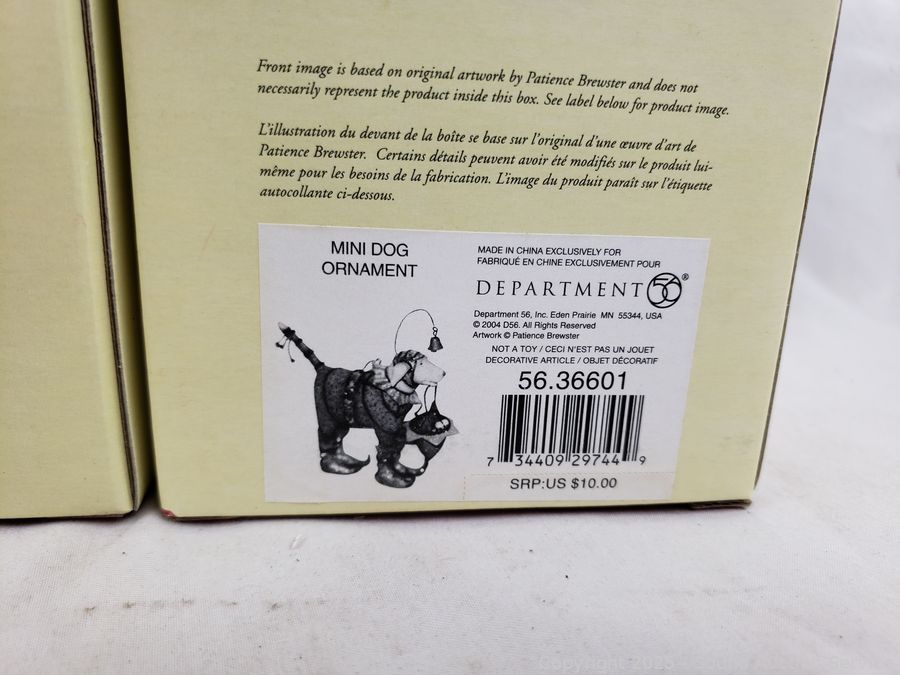 Front image is based on original artwork by Patience Brewster and does not
necessarily represent the product inside this box. See label below for product image.
L'illustration du devant de la boîte se base sur l'original d'une œuvre d'art de
Patience Brewster. Certains détails peuvent avoir été modifiés sur le produit lui-
même pour les besoins de la fabrication. L'image du produit paraît sur l'étiquette
autocollante ci-dessous.
MINI DOG
ORNAMENT
MADE IN CHINA EXCLUSIVELY FOR
FABRIQUÉ EN CHINE EXCLUSIVEMENT POUR
DEPARTMENT 56®
Department 56, Inc. Eden Prairie MN 55344, USA
© 2004 D56. All Rights Reserved
Artwork © Patience Brewster
NOT A TOY / CECI N'EST PAS UN JOUET
DECORATIVE ARTICLE / OBJET DÉCORATIF
56.36601
7 34409 29744 9
SRP:US $10.00